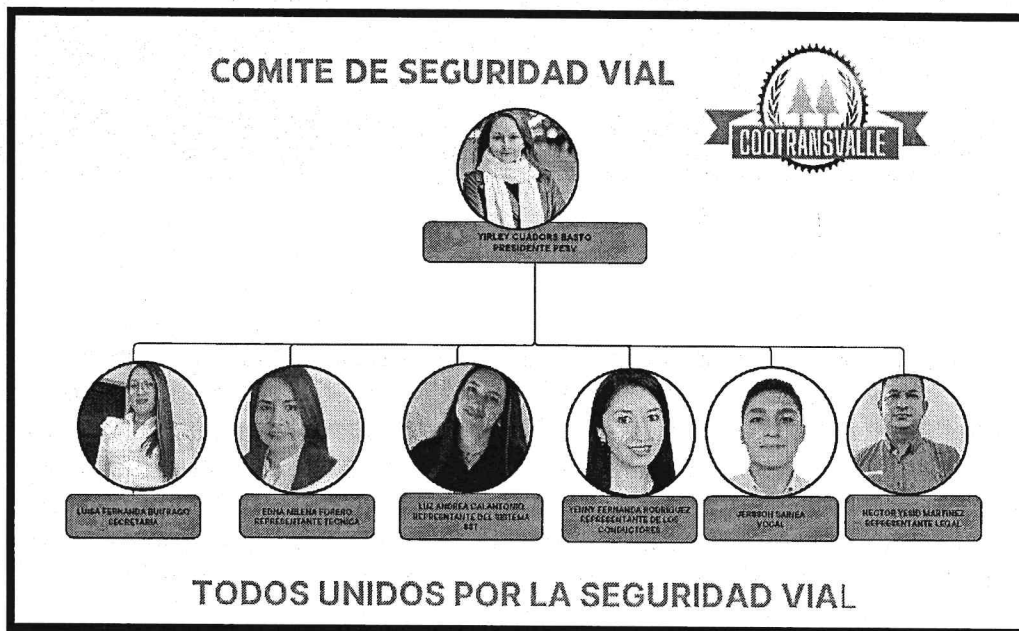 COMITE DE SEGURIDAD VIAL
COOTRANSVALLE
YIRLEY CUADORS BASTO
PRESIDENTE PESV
LUISA FERNANDA BUITRAGO
SECRETARIA
EDNA MILENA FORERO
REPRESENTANTE TECNICA
LUZ ANDREA CALANTONIO
REPRESENTANTE DEL SISTEMA
SST
YENNY FERNANDA RODRIGUEZ
REPRESENTANTE DE LOS
CONDUCTORES
JERSSON
VOCAL
HECTOR YESID MARTINEZ
REPRESENTANTE LEGAL
TODOS UNIDOS POR LA SEGURIDAD VIAL